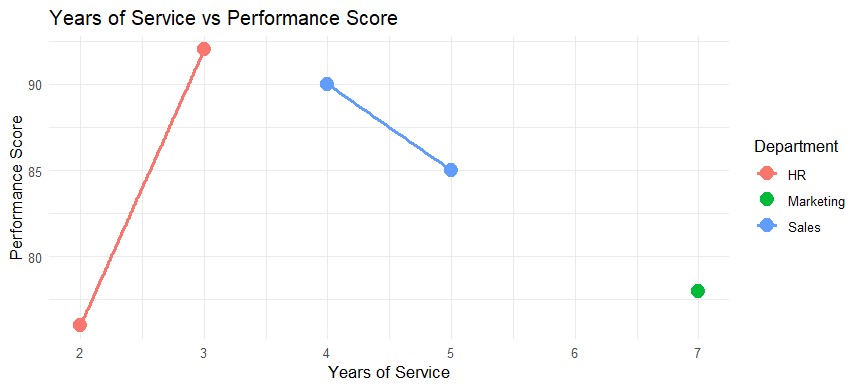 Years of Service vs Performance Score
Performance Score
90
85
80
2 3 4 5 6 7
Years of Service
Department
HR
Marketing
Sales